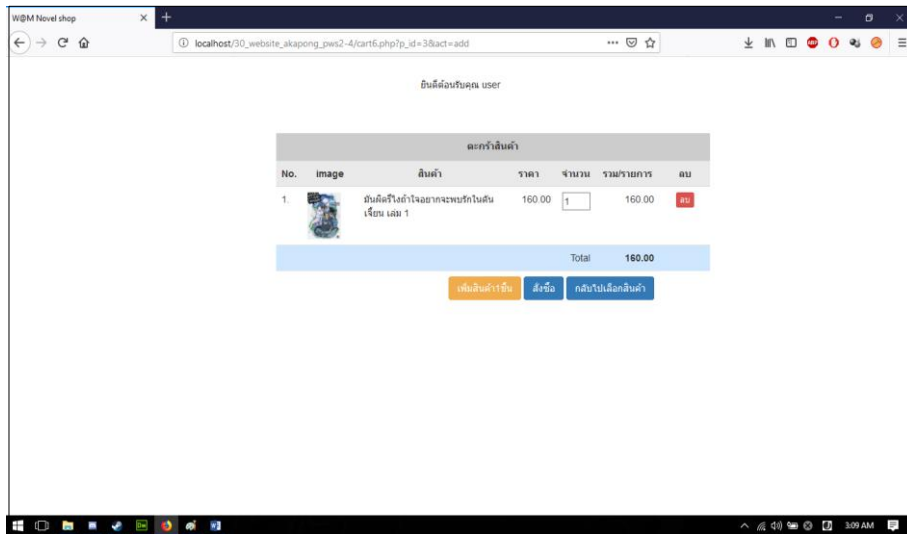 W@M Novel shop
localhost/30_website_akapong_pws2-4/cart6.php?p_id=3&act=add
ยินดีต้อนรับคุณ user
ตะกร้าสินค้า
No. image สินค้า ราคา จำนวน รวม/รายการ ลบ
1. มันผิดรึไงถ้าใจอยากจะพบรักในดัน 160.00 1 160.00 ลบ
เจี้ยน เล่ม 1
Total 160.00
เพิ่มสินค้า1ชิ้น สั่งซื้อ กลับไปเลือกสินค้า
3:09 AM